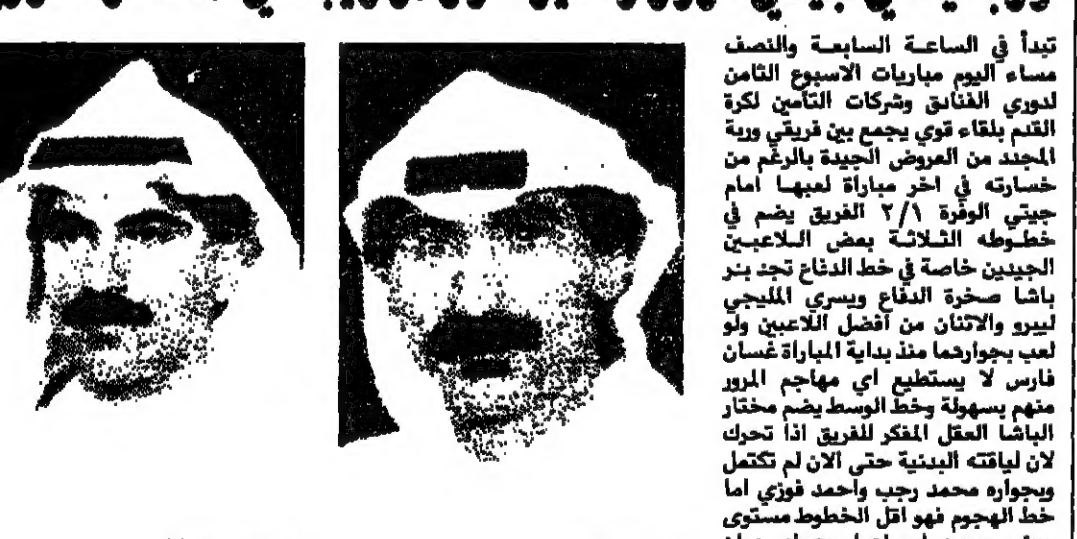 تبدأ في الساعة السابعة والنصف
مساء اليوم مباريات الاسبوع الثامن
لدوري الفنادق وشركات التأمين لكرة
القدم بلقاء قوي يجمع بين فريقي وربة
المجند من العروض الجيدة بالرغم من
خسارته في اخر مباراة لعبها امام
جيتي الوفرة ٢/١ الفريق يضم في
خطوطه الثلاثة بعض اللاعبين
الجيدين خاصة في خط الدفاع تجد بنر
باشا صخرة الدفاع ويسري المليجي
ليبرو والاثنان من افضل اللاعبين ولو
لعب بجوارهما منذ بداية المباراة غسان
فارس لا يستطيع اي مهاجم المرور
منهم بسهولة وخط الوسط يضم مختار
الباشا العقل المفكر للفريق اذا تحرك
لان لياقته البدنية حتى الان لم تكتمل
وبجواره محمد رجب واحمد فوزي اما
خط الهجوم فهو اقل الخطوط مستوى